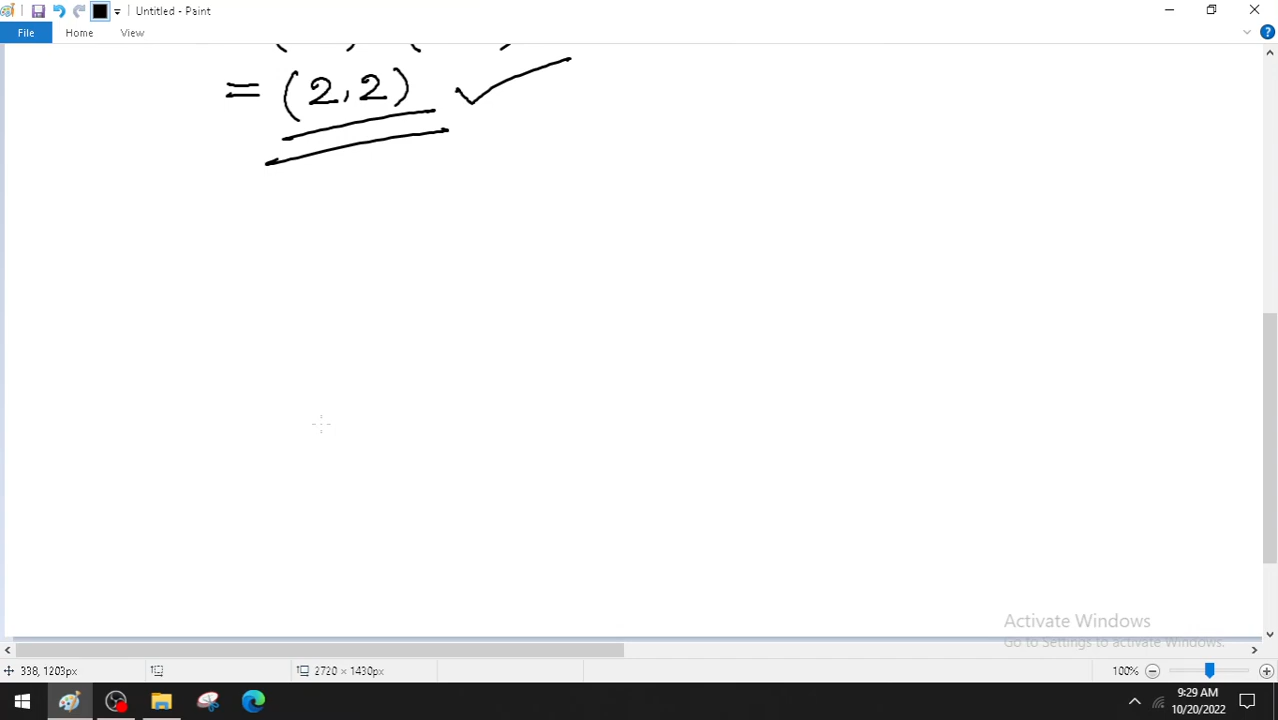 Untitled - Paint
File Home View
= (2,2) ✓
Activate Windows
Go to Settings to activate Windows.
338, 1203px 2720 × 1430px 100%
9:29 AM
10/20/2022